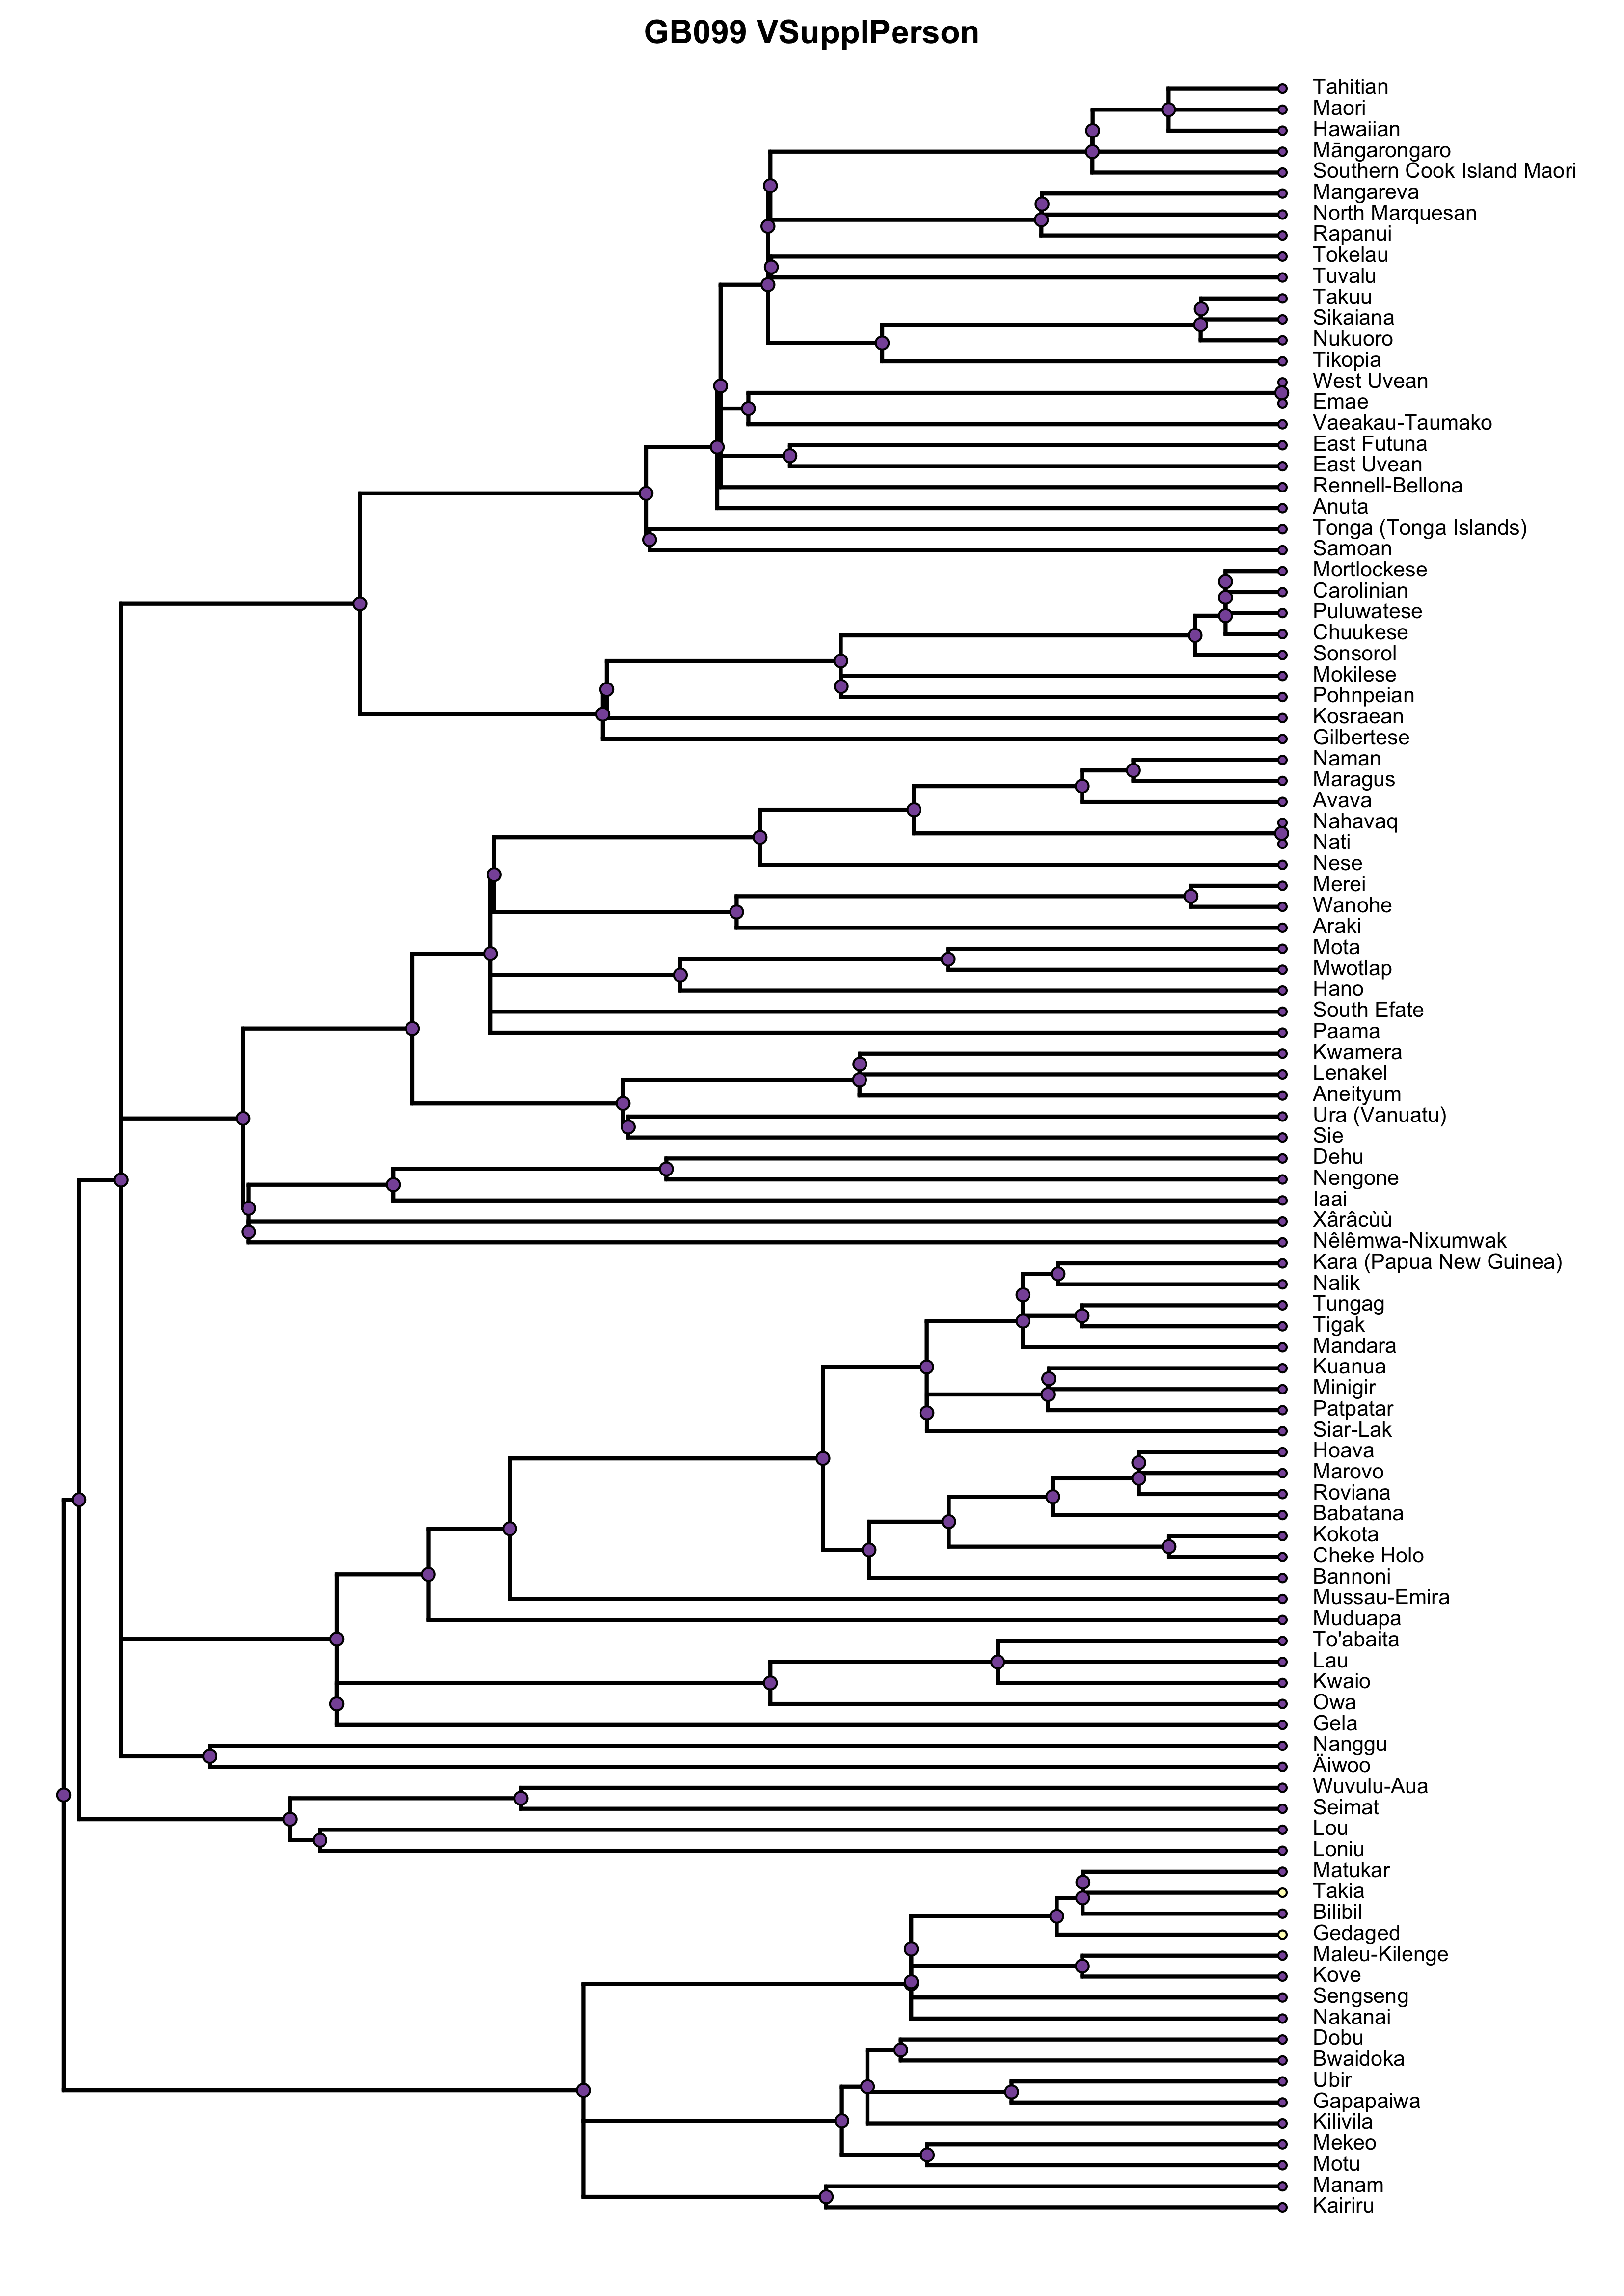 GB099 VSupplPerson
Tahitian
Maori
Hawaiian
Māngarongaro
Southern Cook Island Maori
Mangareva
North Marquesan
Rapanui
Tokelau
Tuvalu
Takuu
Sikaiana
Nukuoro
Tikopia
West Uvean
Emae
Vaeakau-Taumako
East Futuna
East Uvean
Rennell-Bellona
Anuta
Tonga (Tonga Islands)
Samoan
Mortlockese
Carolinian
Puluwatese
Chuukese
Sonsorol
Mokilese
Pohnpeian
Kosraean
Gilbertese
Naman
Maragus
Avava
Nahavaq
Nati
Nese
Merei
Wanohe
Araki
Mota
Mwotlap
Hano
South Efate
Paama
Kwamera
Lenakel
Aneityum
Ura (Vanuatu)
Sie
Dehu
Nengone
Iaai
Xârâcùù
Nêlêmwa-Nixumwak
Kara (Papua New Guinea)
Nalik
Tungag
Tigak
Mandara
Kuanua
Minigir
Patpatar
Siar-Lak
Hoava
Marovo
Roviana
Babatana
Kokota
Cheke Holo
Bannoni
Mussau-Emira
Muduapa
To'abaita
Lau
Kwaio
Owa
Gela
Nanggu
Äiwoo
Wuvulu-Aua
Seimat
Lou
Loniu
Matukar
Takia
Bilibil
Gedaged
Maleu-Kilenge
Kove
Sengseng
Nakanai
Dobu
Bwaidoka
Ubir
Gapapaiwa
Kilivila
Mekeo
Motu
Manam
Kairiru